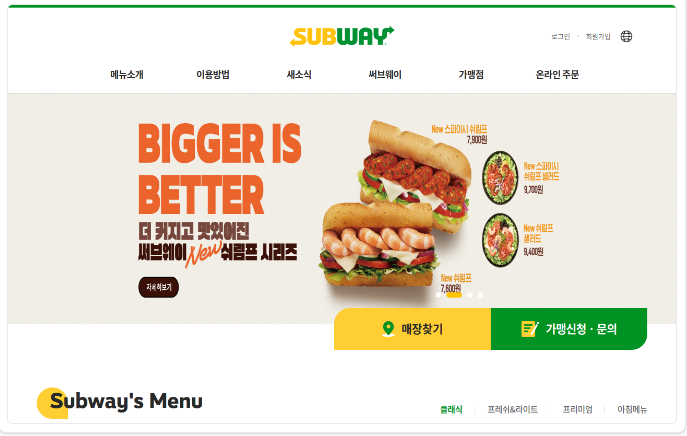 SUBWAY
로그인 회원가입
메뉴소개 이용방법 새소식 써브웨이 가맹점 온라인 주문
BIGGER IS
BETTER
더 커지고 맛있어진
써브웨이 New 쉬림프 시리즈
자세히보기
New 스파이시 쉬림프
7,900원
New 스파이시
쉬림프 샐러드
9,700원
New 쉬림프
샐러드
9,400원
New 쉬림프
7,600원
매장찾기
가맹신청 · 문의
Subway's Menu
클래식 프레쉬&라이트 프리미엄 아침메뉴